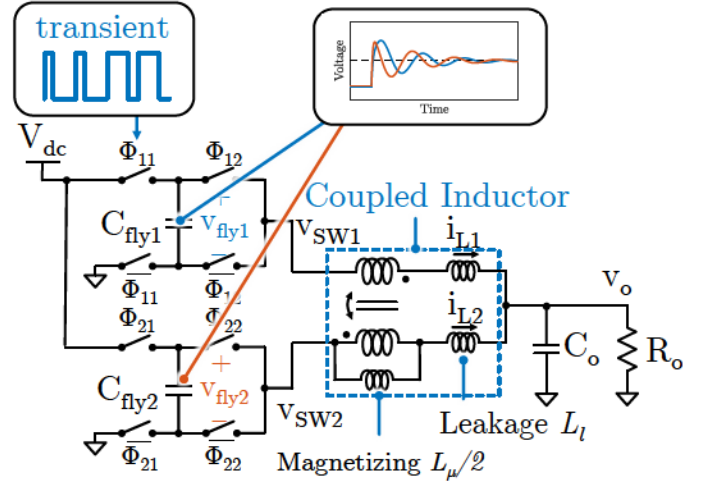 transient
Voltage
Time
V_dc
Φ_11
Φ_12
C_fly1
+
v_fly1
−
v_SW1
Coupled Inductor
i_L1
Φ̅_11
Φ̅_12
Φ_21
Φ_22
i_L2
v_o
C_fly2
+
v_fly2
−
v_SW2
C_o
R_o
Φ̅_21
Φ̅_22
Leakage L_l
Magnetizing L_μ/2